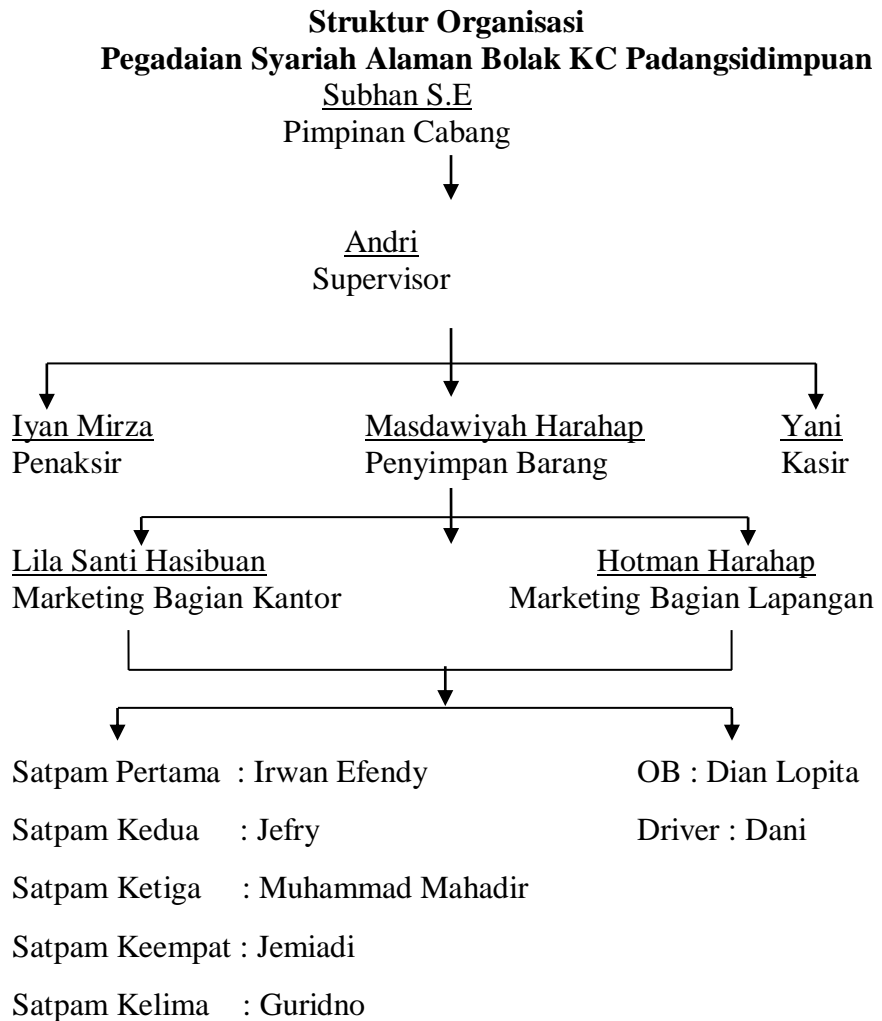 Struktur Organisasi
Pegadaian Syariah Alaman Bolak KC Padangsidimpuan
Subhan S.E
Pimpinan Cabang
Andri
Supervisor
Iyan Mirza Masdawiyah Harahap Yani
Penaksir Penyimpan Barang Kasir
Lila Santi Hasibuan Hotman Harahap
Marketing Bagian Kantor Marketing Bagian Lapangan
Satpam Pertama : Irwan Efendy OB : Dian Lopita
Satpam Kedua : Jefry Driver : Dani
Satpam Ketiga : Muhammad Mahadir
Satpam Keempat : Jemiadi
Satpam Kelima : Guridno